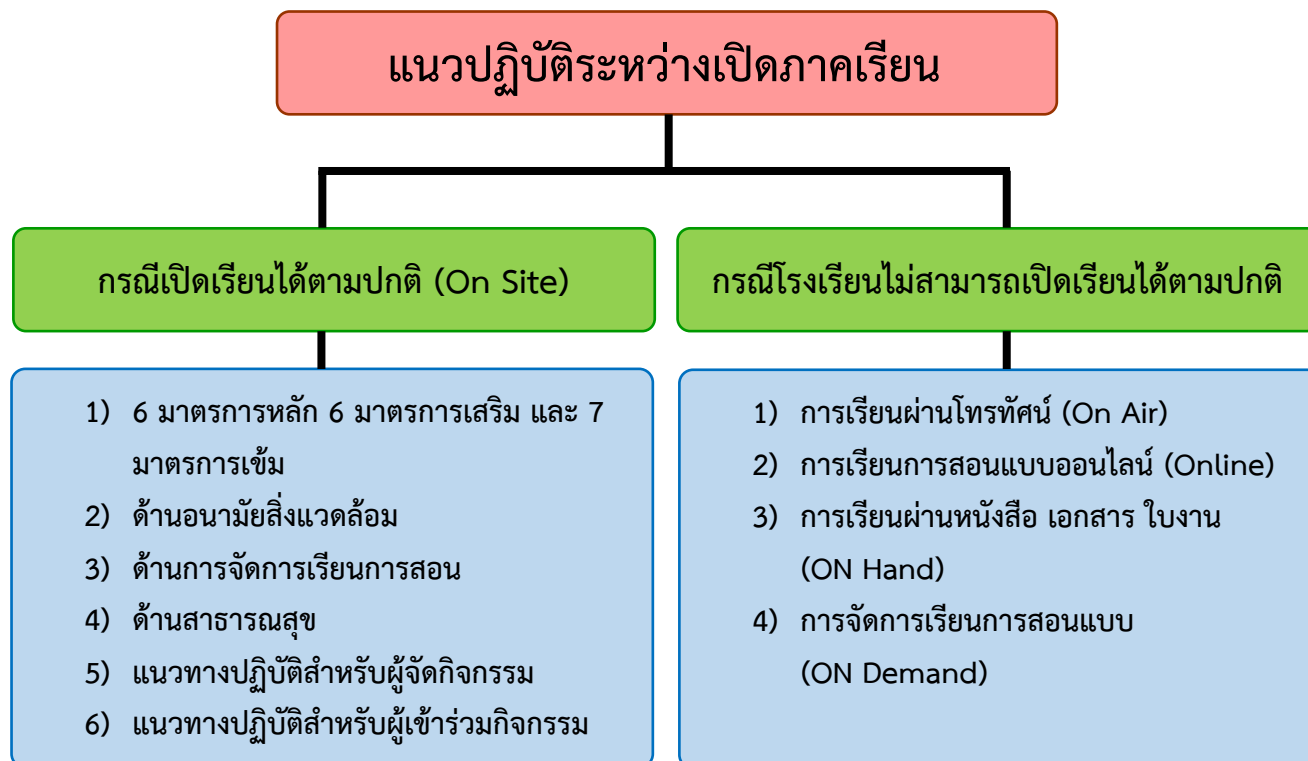 แนวปฏิบัติระหว่างเปิดภาคเรียน
กรณีเปิดเรียนได้ตามปกติ (On Site)
1) 6 มาตรการหลัก 6 มาตรการเสริม และ 7
มาตรการเข้ม
2) ด้านอนามัยสิ่งแวดล้อม
3) ด้านการจัดการเรียนการสอน
4) ด้านสาธารณสุข
5) แนวทางปฏิบัติสำหรับผู้จัดกิจกรรม
6) แนวทางปฏิบัติสำหรับผู้เข้าร่วมกิจกรรม
กรณีโรงเรียนไม่สามารถเปิดเรียนได้ตามปกติ
1) การเรียนผ่านโทรทัศน์ (On Air)
2) การเรียนการสอนแบบออนไลน์ (Online)
3) การเรียนผ่านหนังสือ เอกสาร ใบงาน
(ON Hand)
4) การจัดการเรียนการสอนแบบ
(ON Demand)